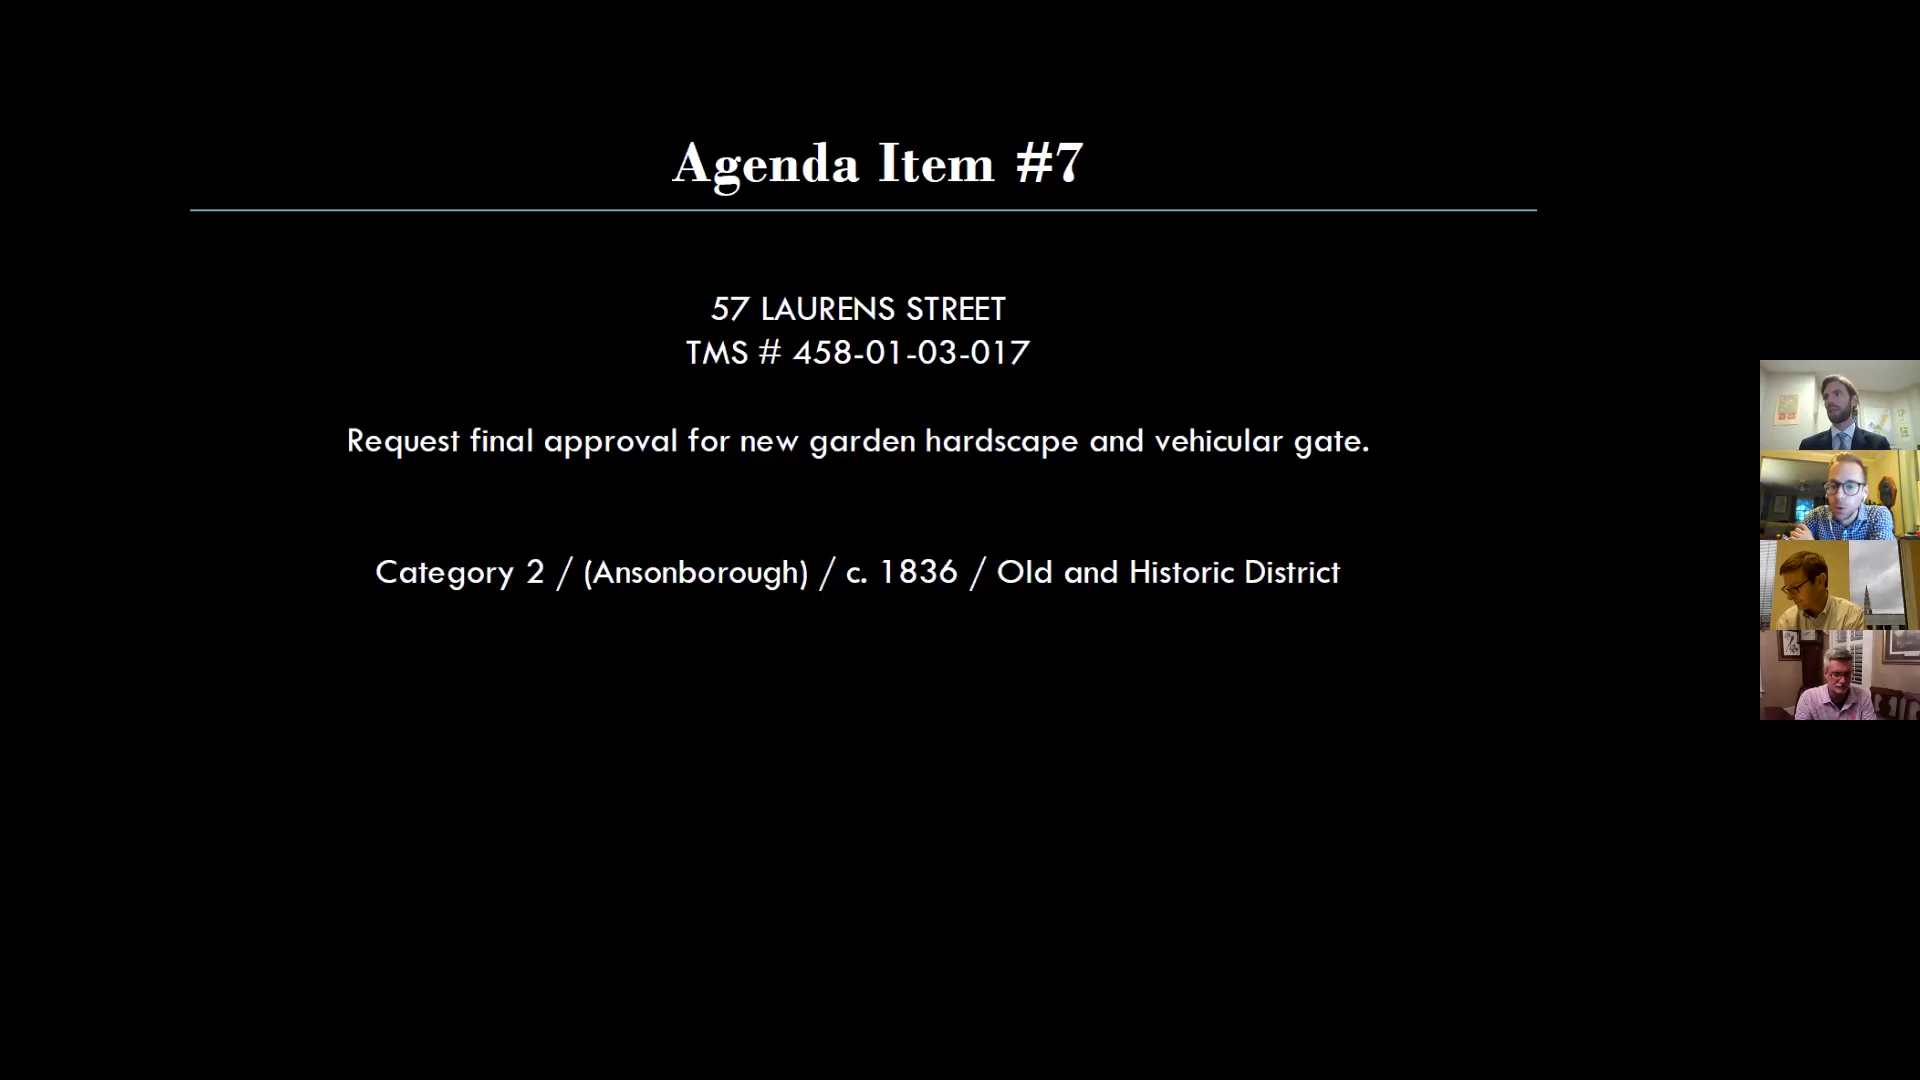 Agenda Item #7
57 LAURENS STREET
TMS # 458-01-03-017
Request final approval for new garden hardscape and vehicular gate.
Category 2 / (Ansonborough) / c. 1836 / Old and Historic District